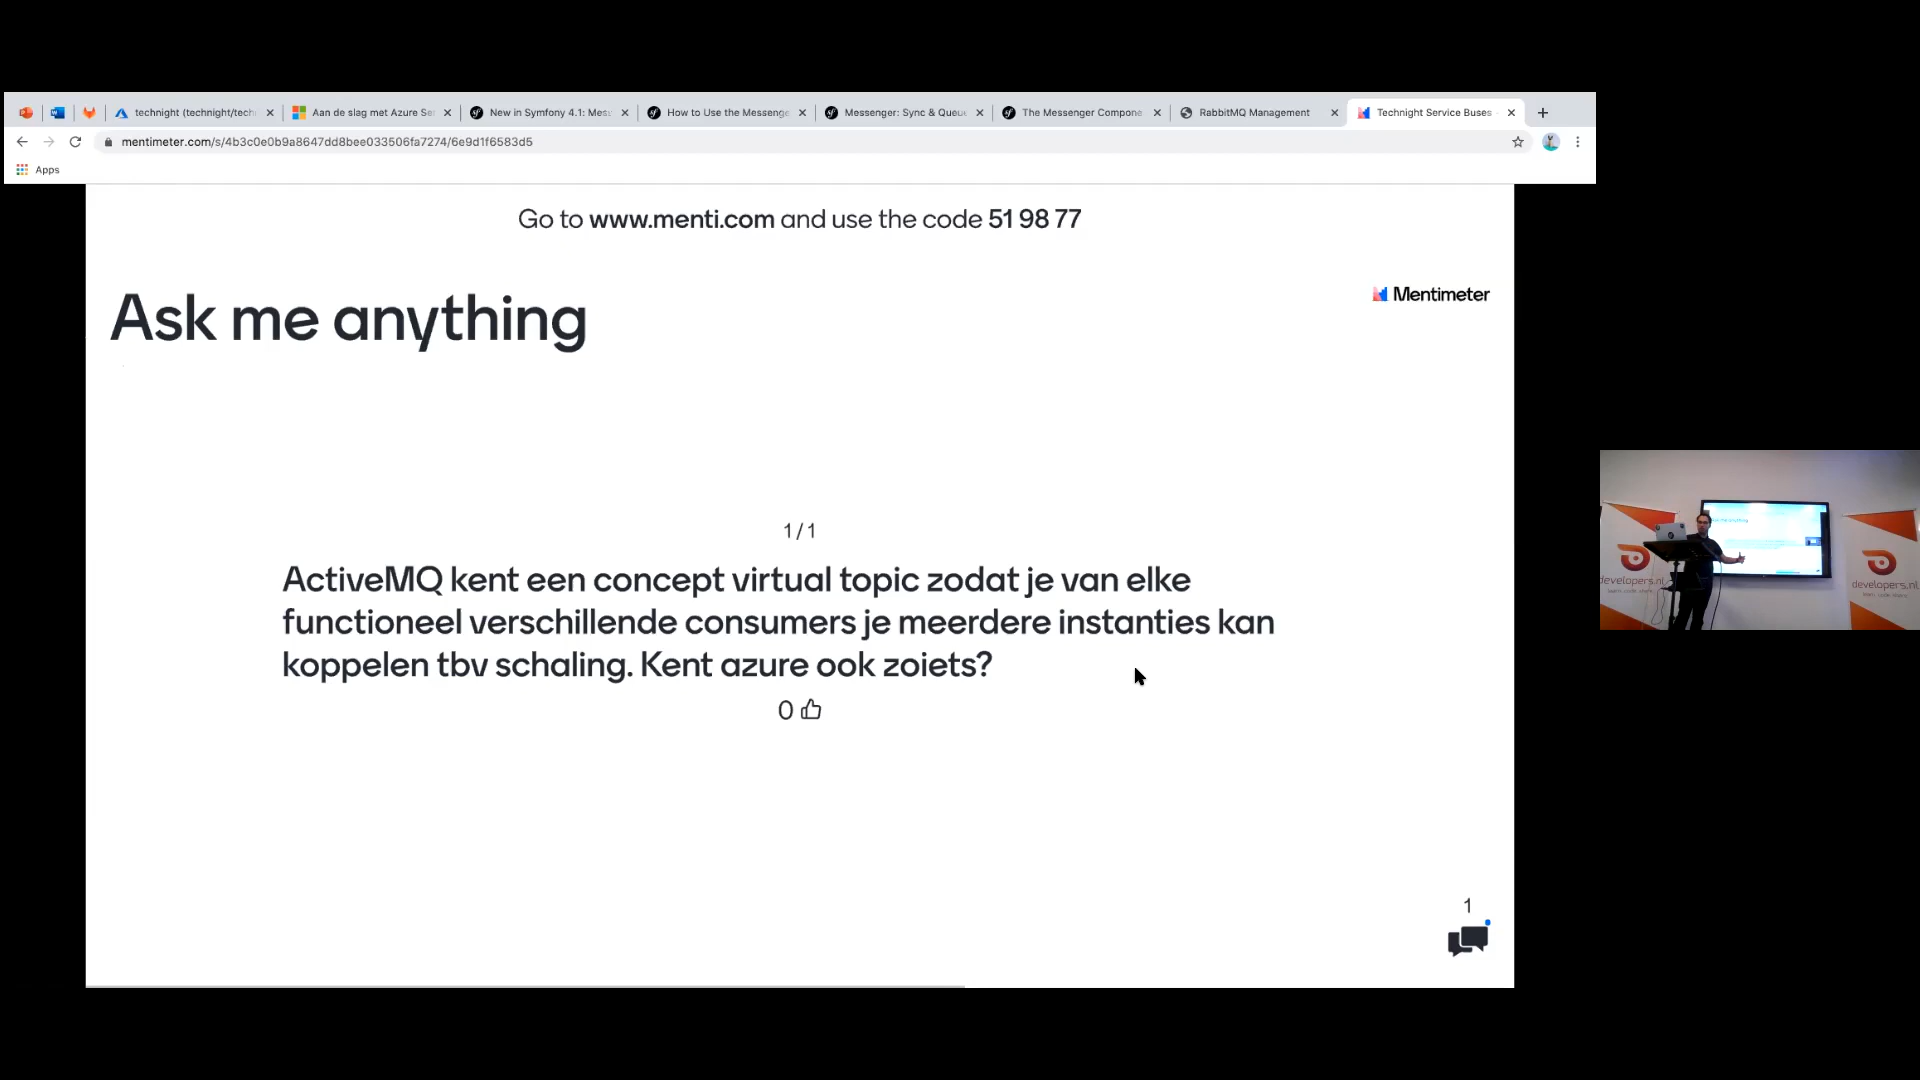 technight (technight/tech
Aan de slag met Azure Se
New in Symfony 4.1: Mes
How to Use the Messenge
Messenger: Sync & Queu
The Messenger Compone
RabbitMQ Management
Technight Service Buses
mentimeter.com/s/4b3c0e0b9a8647dd8bee033506fa7274/6e9d1f6583d5
Apps
Go to www.menti.com and use the code 51 98 77
Ask me anything
Mentimeter
1/1
ActiveMQ kent een concept virtual topic zodat je van elke
functioneel verschillende consumers je meerdere instanties kan
koppelen tbv schaling. Kent azure ook zoiets?
0
1
developers.nl
developers.nl